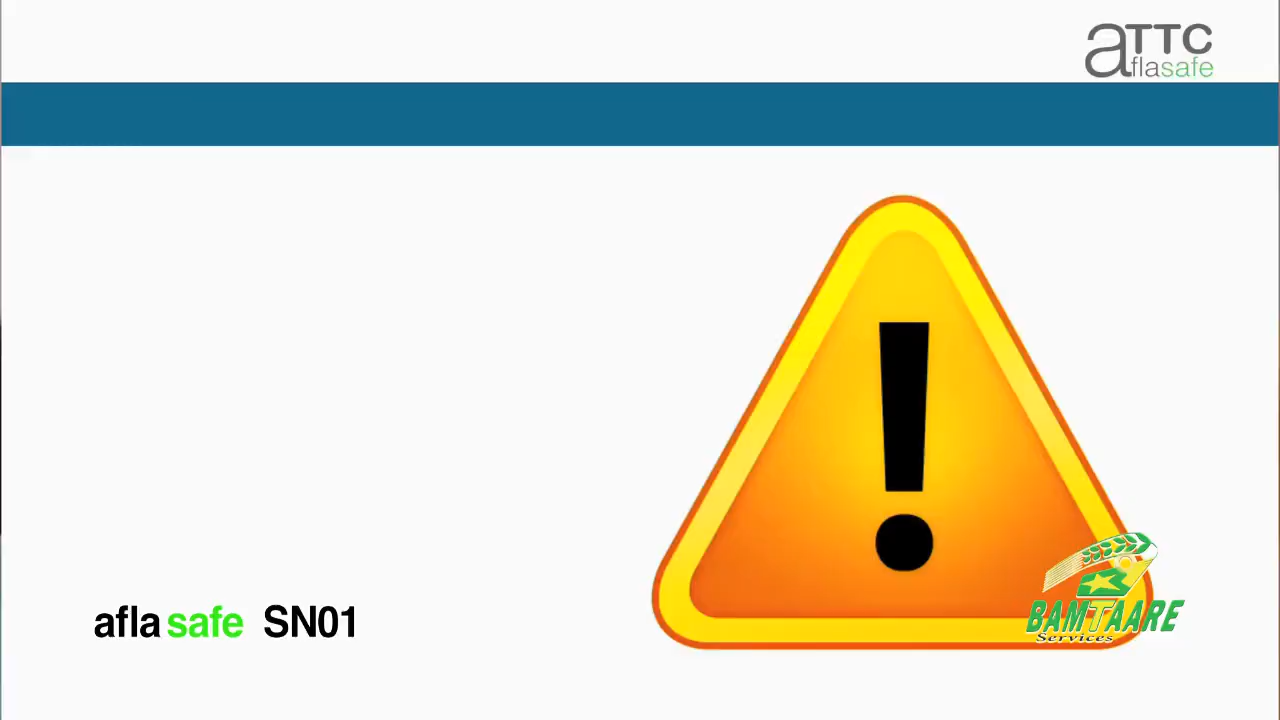 aTTC
aflasafe
aflasafe SN01
BAMTAARE
Services